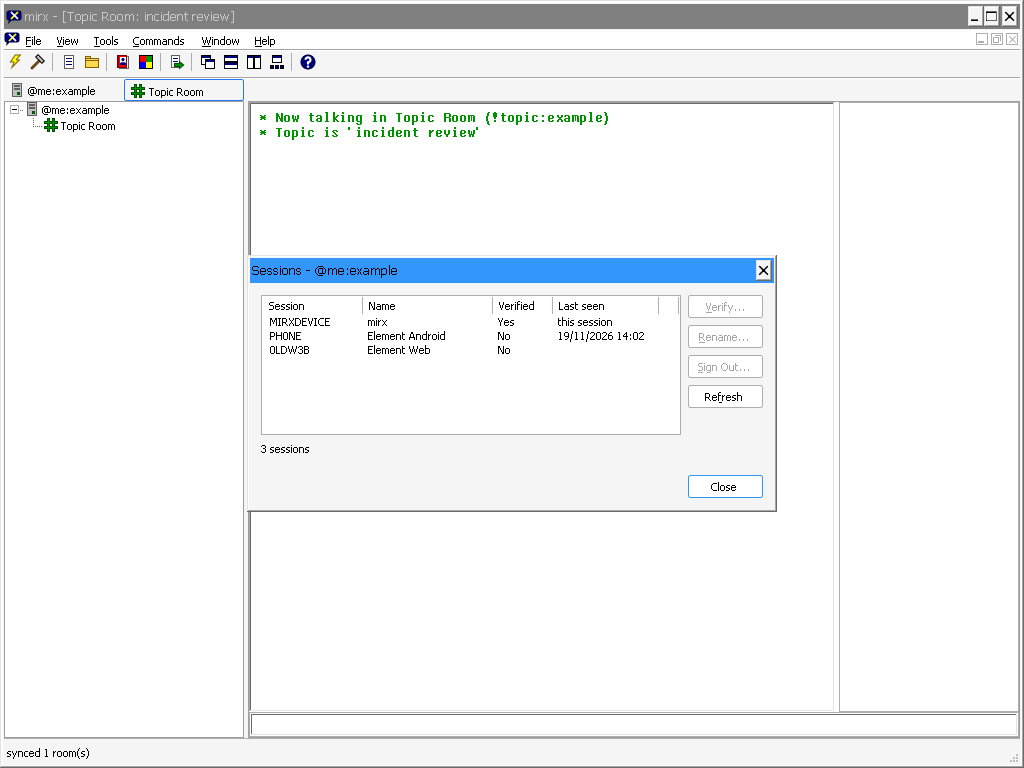 mirx - [Topic Room: incident review]
File View Tools Commands Window Help
@me:example Topic Room
@me:example
Topic Room
* Now talking in Topic Room (!topic:example)
* Topic is 'incident review'
Sessions - @me:example
Session Name Verified Last seen
MIRXDEVICE mirx Yes this session
PHONE Element Android No 19/11/2026 14:02
OLDW3B Element Web No
Verify...
Rename...
Sign Out...
Refresh
3 sessions
Close
synced 1 room(s)